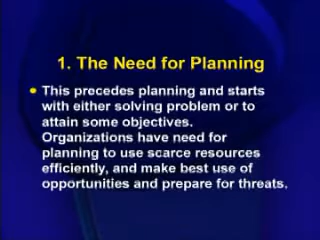 1. The Need for Planning
This precedes planning and starts
with either solving problem or to
attain some objectives.
Organizations have need for
planning to use scarce resources
efficiently, and make best use of
opportunities and prepare for threats.